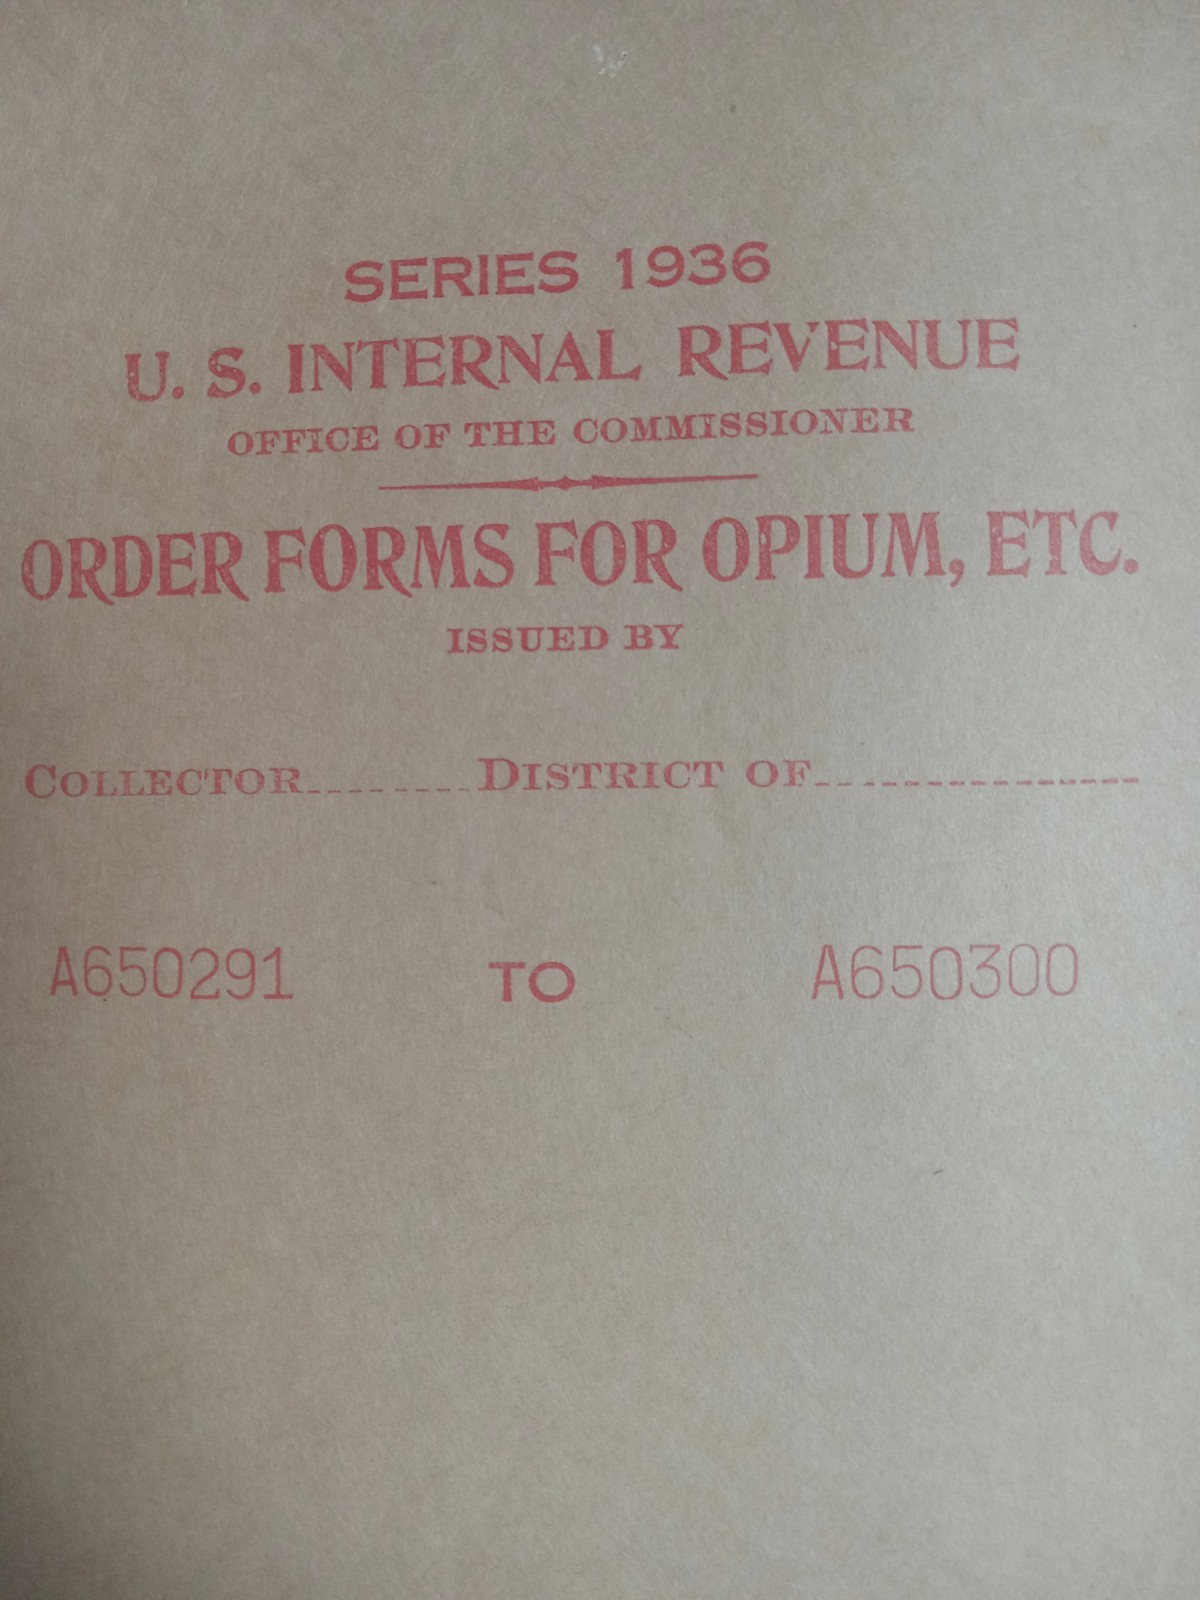 SERIES 1936
U. S. INTERNAL REVENUE
OFFICE OF THE COMMISSIONER
ORDER FORMS FOR OPIUM, ETC.
ISSUED BY
COLLECTOR........DISTRICT OF................
A650291 TO A650300